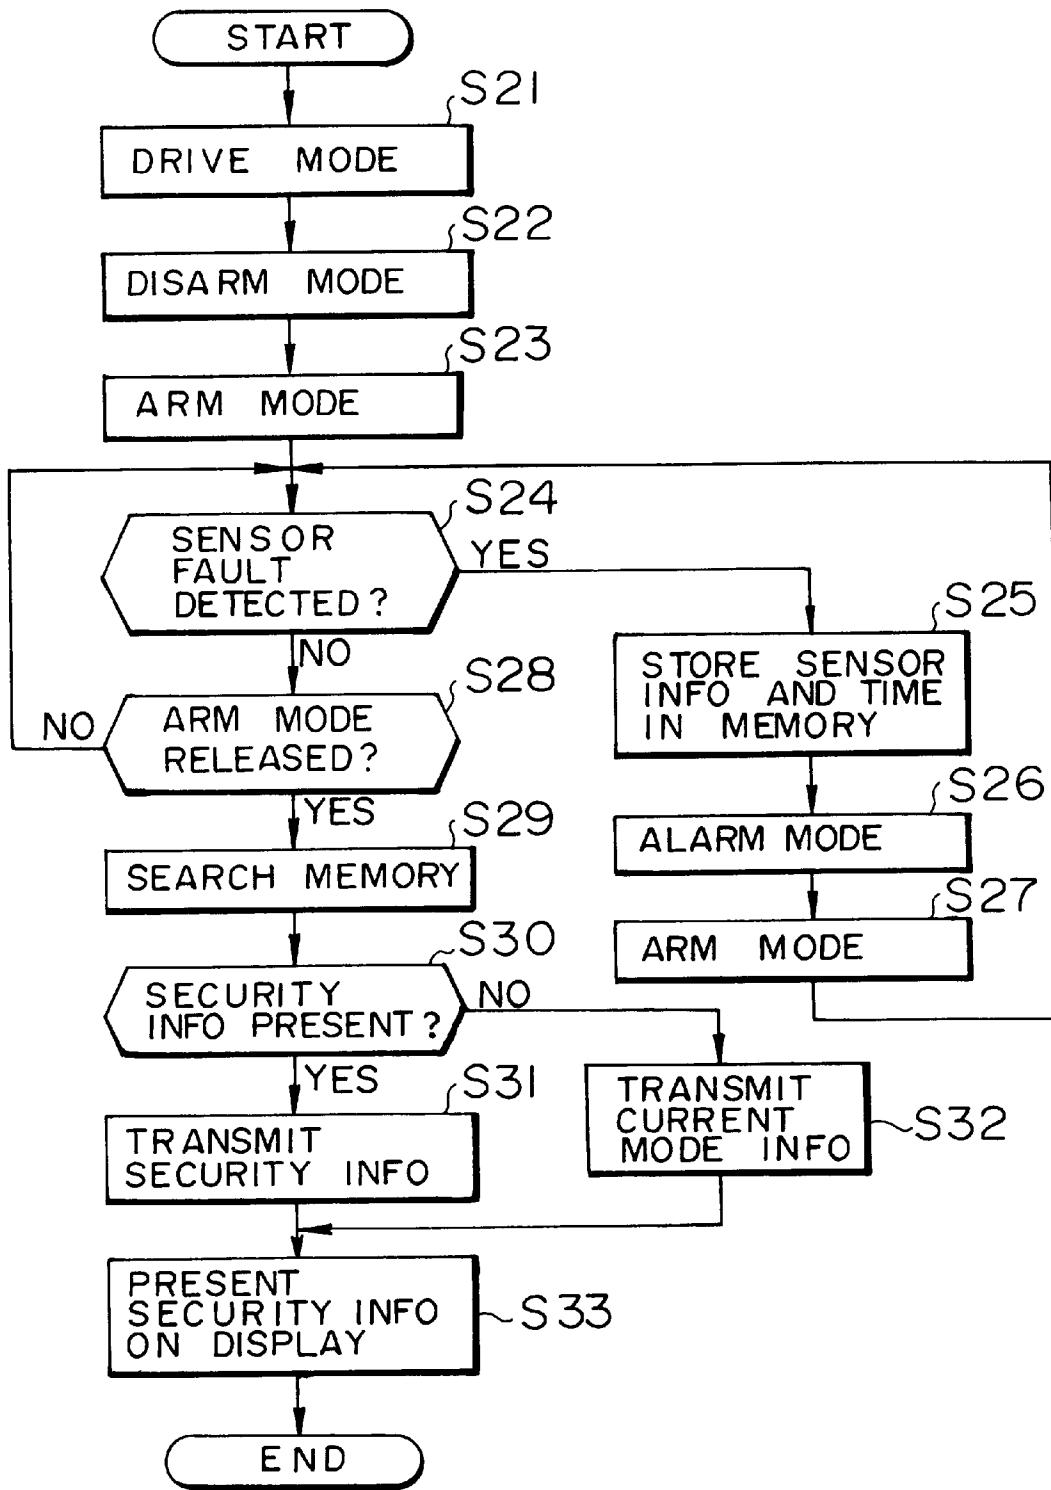 START
S21
DRIVE MODE
S22
DISARM MODE
S23
ARM MODE
S24
SENSOR
FAULT
DETECTED?
YES
NO
S25
STORE SENSOR
INFO AND TIME
IN MEMORY
S28
ARM MODE
RELEASED?
NO
YES
S26
ALARM MODE
S29
SEARCH MEMORY
S27
ARM MODE
S30
SECURITY
INFO PRESENT?
NO
YES
S31
TRANSMIT
SECURITY INFO
TRANSMIT
CURRENT
MODE INFO
S32
PRESENT
SECURITY INFO
ON DISPLAY
S33
END